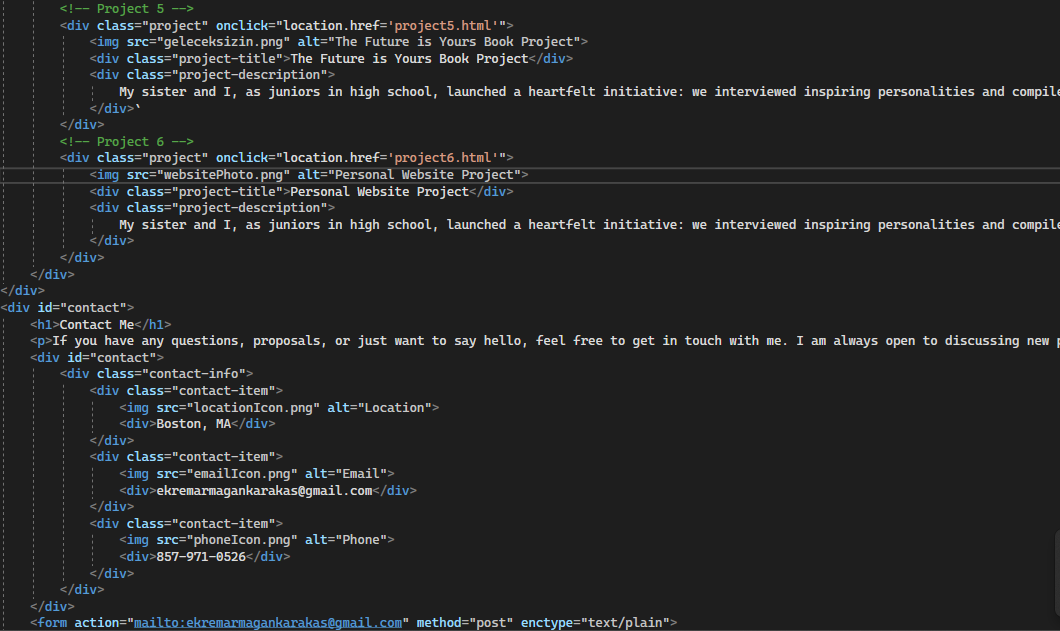 <!-- Project 5 -->
<div class="project" onclick="location.href='project5.html'">
<img src="geleceksizin.png" alt="The Future is Yours Book Project">
<div class="project-title">The Future is Yours Book Project</div>
<div class="project-description">
My sister and I, as juniors in high school, launched a heartfelt initiative: we interviewed inspiring personalities and compile
</div>`
</div>
<!-- Project 6 -->
<div class="project" onclick="location.href='project6.html'">
<img src="websitePhoto.png" alt="Personal Website Project">
<div class="project-title">Personal Website Project</div>
<div class="project-description">
My sister and I, as juniors in high school, launched a heartfelt initiative: we interviewed inspiring personalities and compile
</div>
</div>
</div>
</div>
<div id="contact">
<h1>Contact Me</h1>
<p>If you have any questions, proposals, or just want to say hello, feel free to get in touch with me. I am always open to discussing new p
<div id="contact">
<div class="contact-info">
<div class="contact-item">
<img src="locationIcon.png" alt="Location">
<div>Boston, MA</div>
</div>
<div class="contact-item">
<img src="emailIcon.png" alt="Email">
<div>ekremarmagankarakas@gmail.com</div>
</div>
<div class="contact-item">
<img src="phoneIcon.png" alt="Phone">
<div>857-971-0526</div>
</div>
</div>
</div>
<form action="mailto:ekremarmagankarakas@gmail.com" method="post" enctype="text/plain">